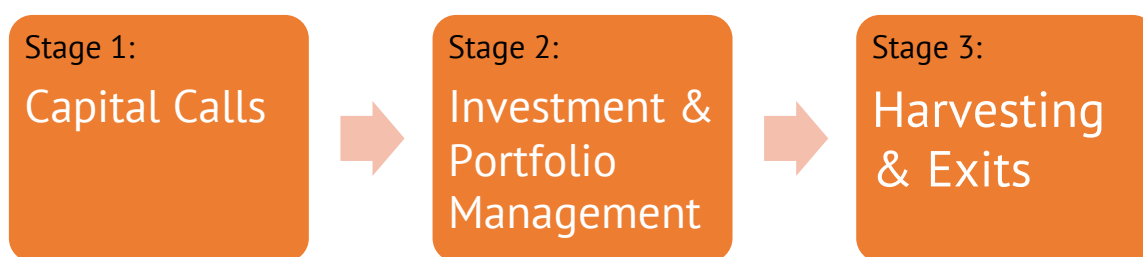 Stage 1:
Capital Calls
Stage 2:
Investment &
Portfolio
Management
Stage 3:
Harvesting
& Exits